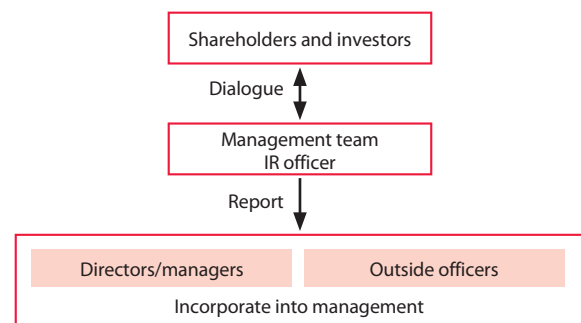 Shareholders and investors
Dialogue
Management team
IR officer
Report
Directors/managers
Outside officers
Incorporate into management